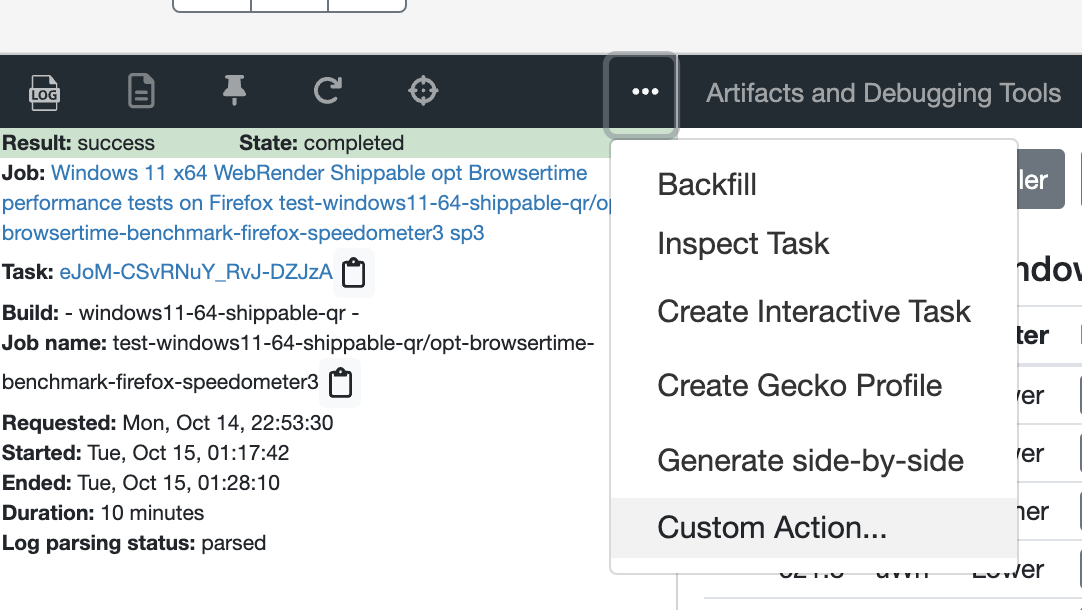 LOG
Artifacts and Debugging Tools
Result: success State: completed
Job: Windows 11 x64 WebRender Shippable opt Browsertime
performance tests on Firefox test-windows11-64-shippable-qr/op
browsertime-benchmark-firefox-speedometer3 sp3
Task: eJoM-CSvRNuY_RvJ-DZJzA
Build: - windows11-64-shippable-qr -
Job name: test-windows11-64-shippable-qr/opt-browsertime-
benchmark-firefox-speedometer3
Requested: Mon, Oct 14, 22:53:30
Started: Tue, Oct 15, 01:17:42
Ended: Tue, Oct 15, 01:28:10
Duration: 10 minutes
Log parsing status: parsed
Backfill
Inspect Task
Create Interactive Task
Create Gecko Profile
Generate side-by-side
Custom Action...
ler
ndow
ter
ver
ver
her
Lower